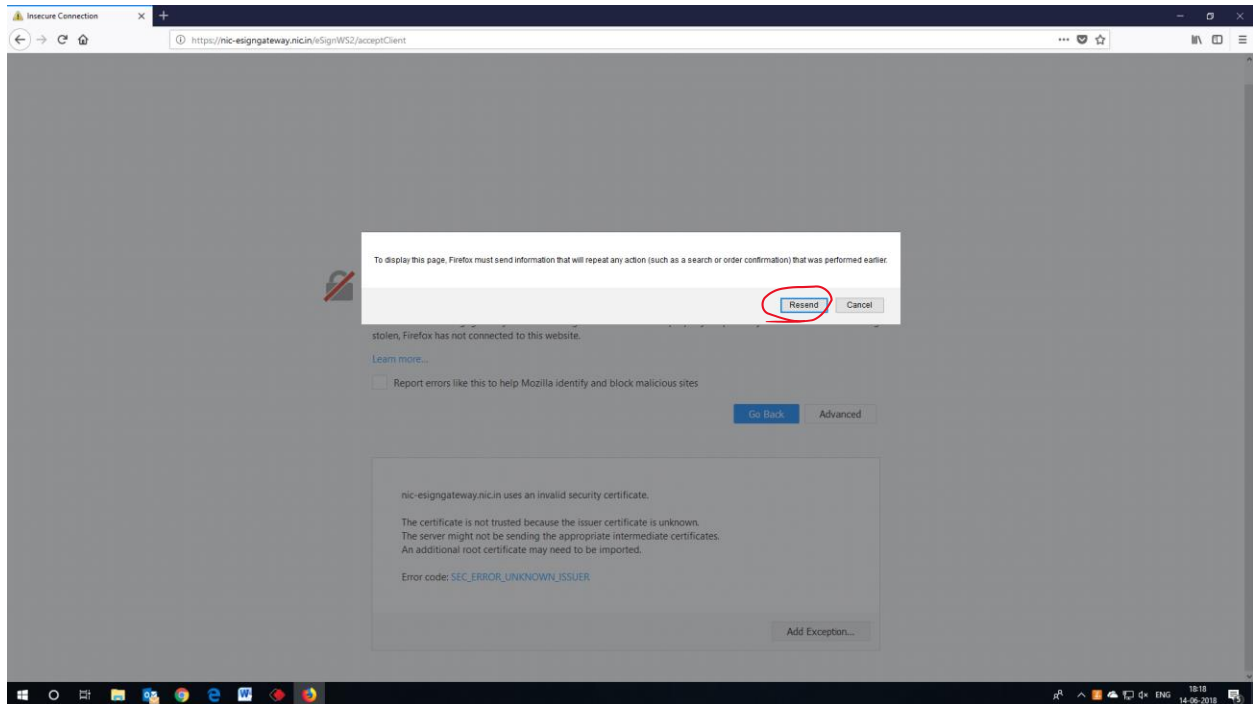 Insecure Connection
https://nic-esigngateway.nic.in/eSignWS2/acceptClient
To display this page, Firefox must send information that will repeat any action (such as a search or order confirmation) that was performed earlier.
Resend Cancel
stolen, Firefox has not connected to this website.
Learn more...
Report errors like this to help Mozilla identify and block malicious sites
Go Back Advanced
nic-esigngateway.nic.in uses an invalid security certificate.
The certificate is not trusted because the issuer certificate is unknown.
The server might not be sending the appropriate intermediate certificates.
An additional root certificate may need to be imported.
Error code: SEC_ERROR_UNKNOWN_ISSUER
Add Exception...
ENG
18:18
14-06-2018